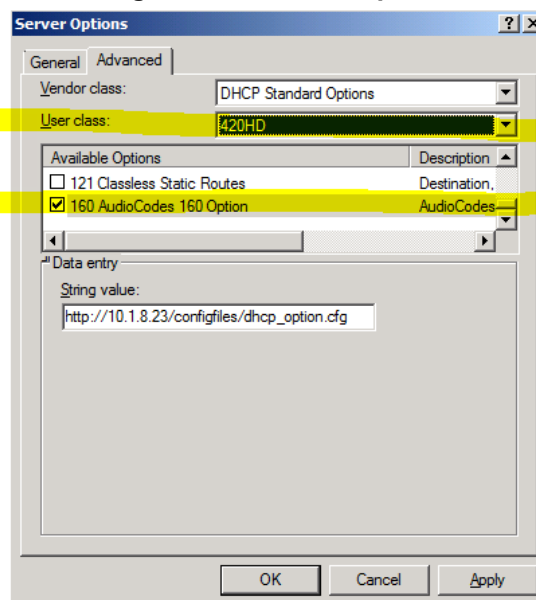 Server Options
General Advanced
Vendor class: DHCP Standard Options
User class: 420HD
Available Options Description
121 Classless Static Routes Destination,
160 AudioCodes 160 Option AudioCodes
Data entry
String value:
http://10.1.8.23/configfiles/dhcp_option.cfg
OK Cancel Apply